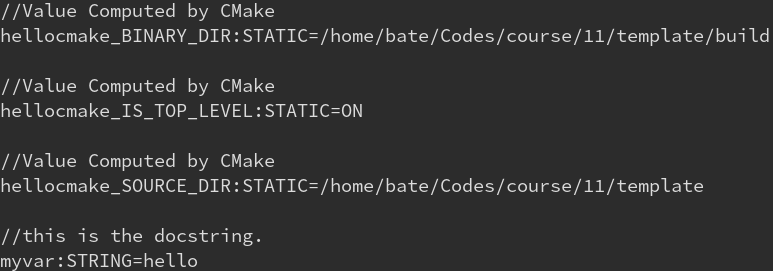 //Value Computed by CMake
hellocmake_BINARY_DIR:STATIC=/home/bate/Codes/course/11/template/build
//Value Computed by CMake
hellocmake_IS_TOP_LEVEL:STATIC=ON
//Value Computed by CMake
hellocmake_SOURCE_DIR:STATIC=/home/bate/Codes/course/11/template
//this is the docstring.
myvar:STRING=hello